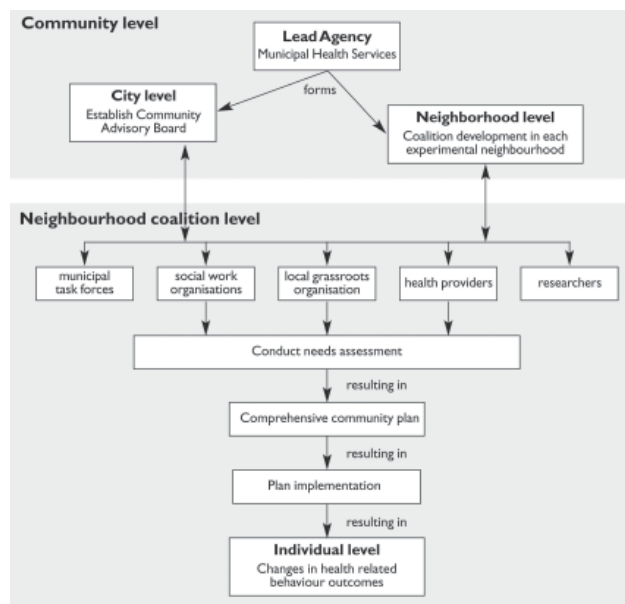 Community level
Lead Agency
Municipal Health Services
forms
City level
Establish Community
Advisory Board
Neighborhood level
Coalition development in each
experimental neighbourhood
Neighbourhood coalition level
municipal
task forces
social work
organisations
local grassroots
organisation
health providers
researchers
Conduct needs assessment
resulting in
Comprehensive community plan
resulting in
Plan implementation
resulting in
Individual level
Changes in health related
behaviour outcomes